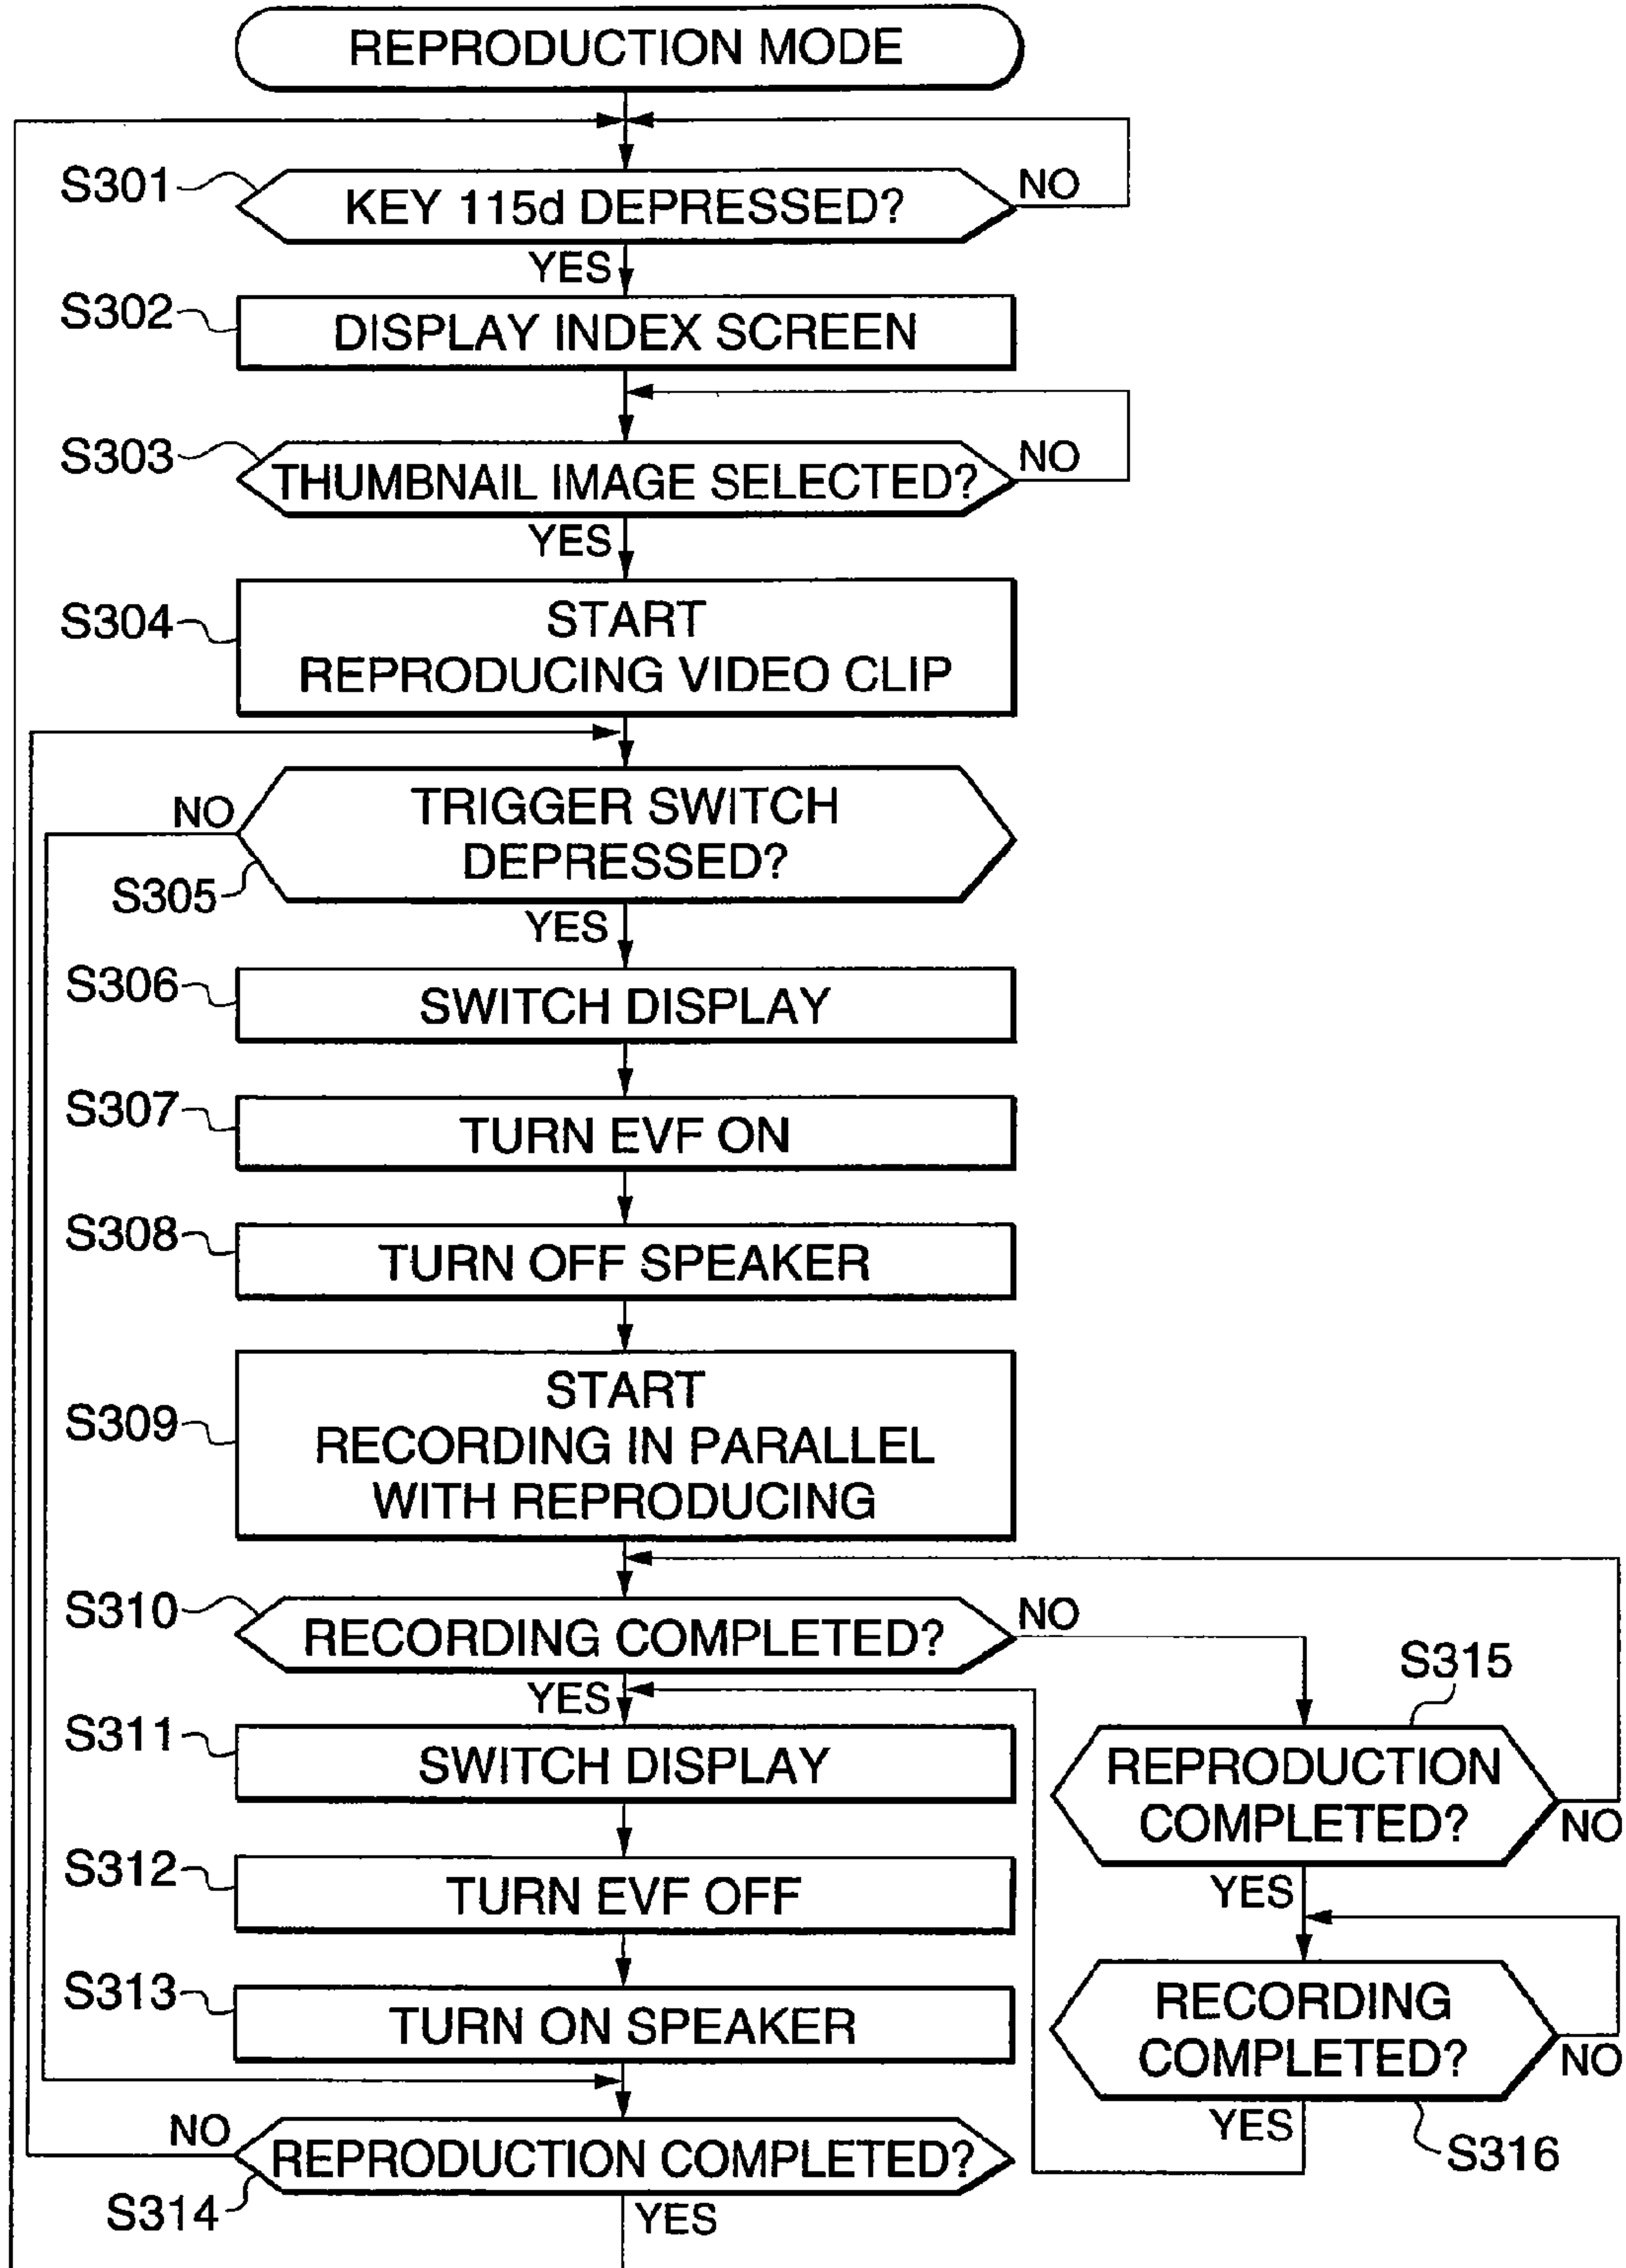 REPRODUCTION MODE
S301
KEY 115d DEPRESSED?
NO
YES
S302
DISPLAY INDEX SCREEN
S303
THUMBNAIL IMAGE SELECTED?
NO
YES
S304
START
REPRODUCING VIDEO CLIP
NO
TRIGGER SWITCH
DEPRESSED?
S305
YES
S306
SWITCH DISPLAY
S307
TURN EVF ON
S308
TURN OFF SPEAKER
S309
START
RECORDING IN PARALLEL
WITH REPRODUCING
S310
RECORDING COMPLETED?
NO
YES
S311
SWITCH DISPLAY
S312
TURN EVF OFF
S313
TURN ON SPEAKER
NO
REPRODUCTION COMPLETED?
S314
YES
S315
REPRODUCTION
COMPLETED?
NO
YES
RECORDING
COMPLETED?
NO
YES
S316